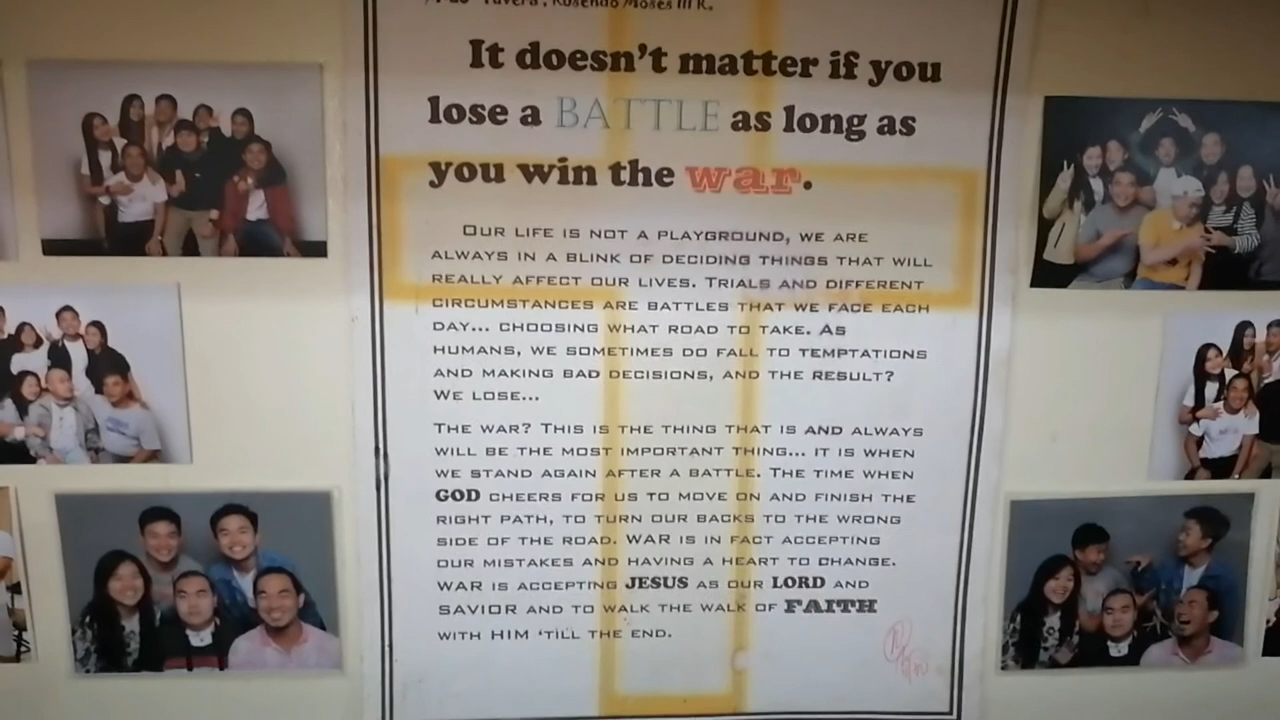 Rosendo Moses III R.
It doesn't matter if you
lose a BATTLE as long as
you win the war.
OUR LIFE IS NOT A PLAYGROUND, WE ARE
ALWAYS IN A BLINK OF DECIDING THINGS THAT WILL
REALLY AFFECT OUR LIVES. TRIALS AND DIFFERENT
CIRCUMSTANCES ARE BATTLES THAT WE FACE EACH
DAY... CHOOSING WHAT ROAD TO TAKE. AS
HUMANS, WE SOMETIMES DO FALL TO TEMPTATIONS
AND MAKING BAD DECISIONS, AND THE RESULT?
WE LOSE...
THE WAR? THIS IS THE THING THAT IS AND ALWAYS
WILL BE THE MOST IMPORTANT THING... IT IS WHEN
WE STAND AGAIN AFTER A BATTLE. THE TIME WHEN
GOD CHEERS FOR US TO MOVE ON AND FINISH THE
RIGHT PATH, TO TURN OUR BACKS TO THE WRONG
SIDE OF THE ROAD. WAR IS IN FACT ACCEPTING
OUR MISTAKES AND HAVING A HEART TO CHANGE.
WAR IS ACCEPTING JESUS AS OUR LORD AND
SAVIOR AND TO WALK THE WALK OF FAITH
WITH HIM 'TILL THE END.